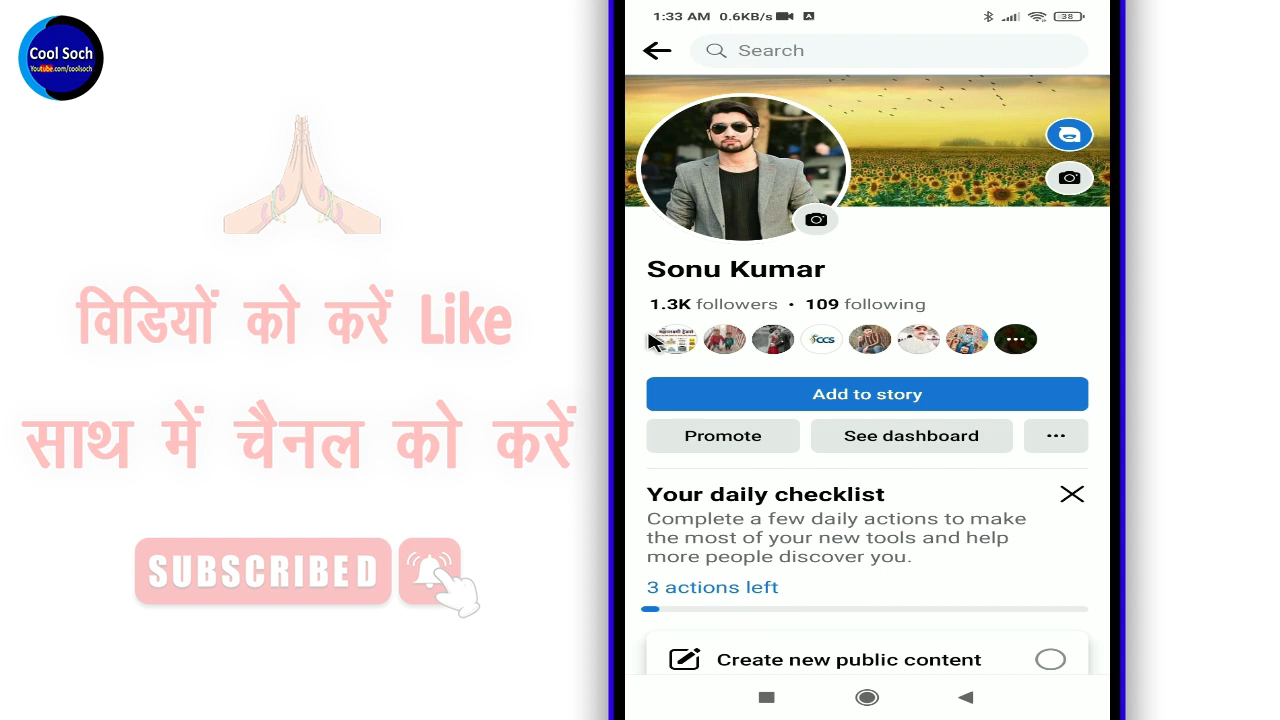 Cool Soch
Youtube.com/coolsoch
विडियों को करें Like
साथ में चैनल को करें
SUBSCRIBED
1:33 AM 0.6KB/s
A
38
Search
Sonu Kumar
1.3K followers • 109 following
CCS
Add to story
Promote
See dashboard
Your daily checklist
Complete a few daily actions to make
the most of your new tools and help
more people discover you.
3 actions left
Create new public content